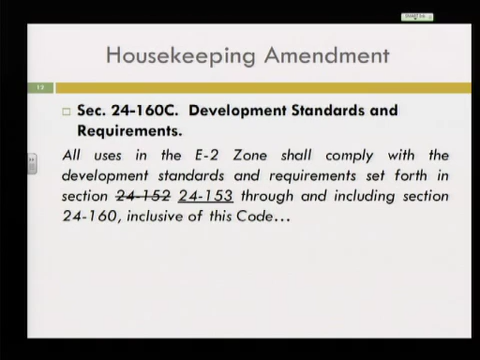 Housekeeping Amendment
13
Sec. 24-160C. Development Standards and
Requirements.
All uses in the E-2 Zone shall comply with the
development standards and requirements set forth in
section 24-152 24-153 through and including section
24-160, inclusive of this Code…